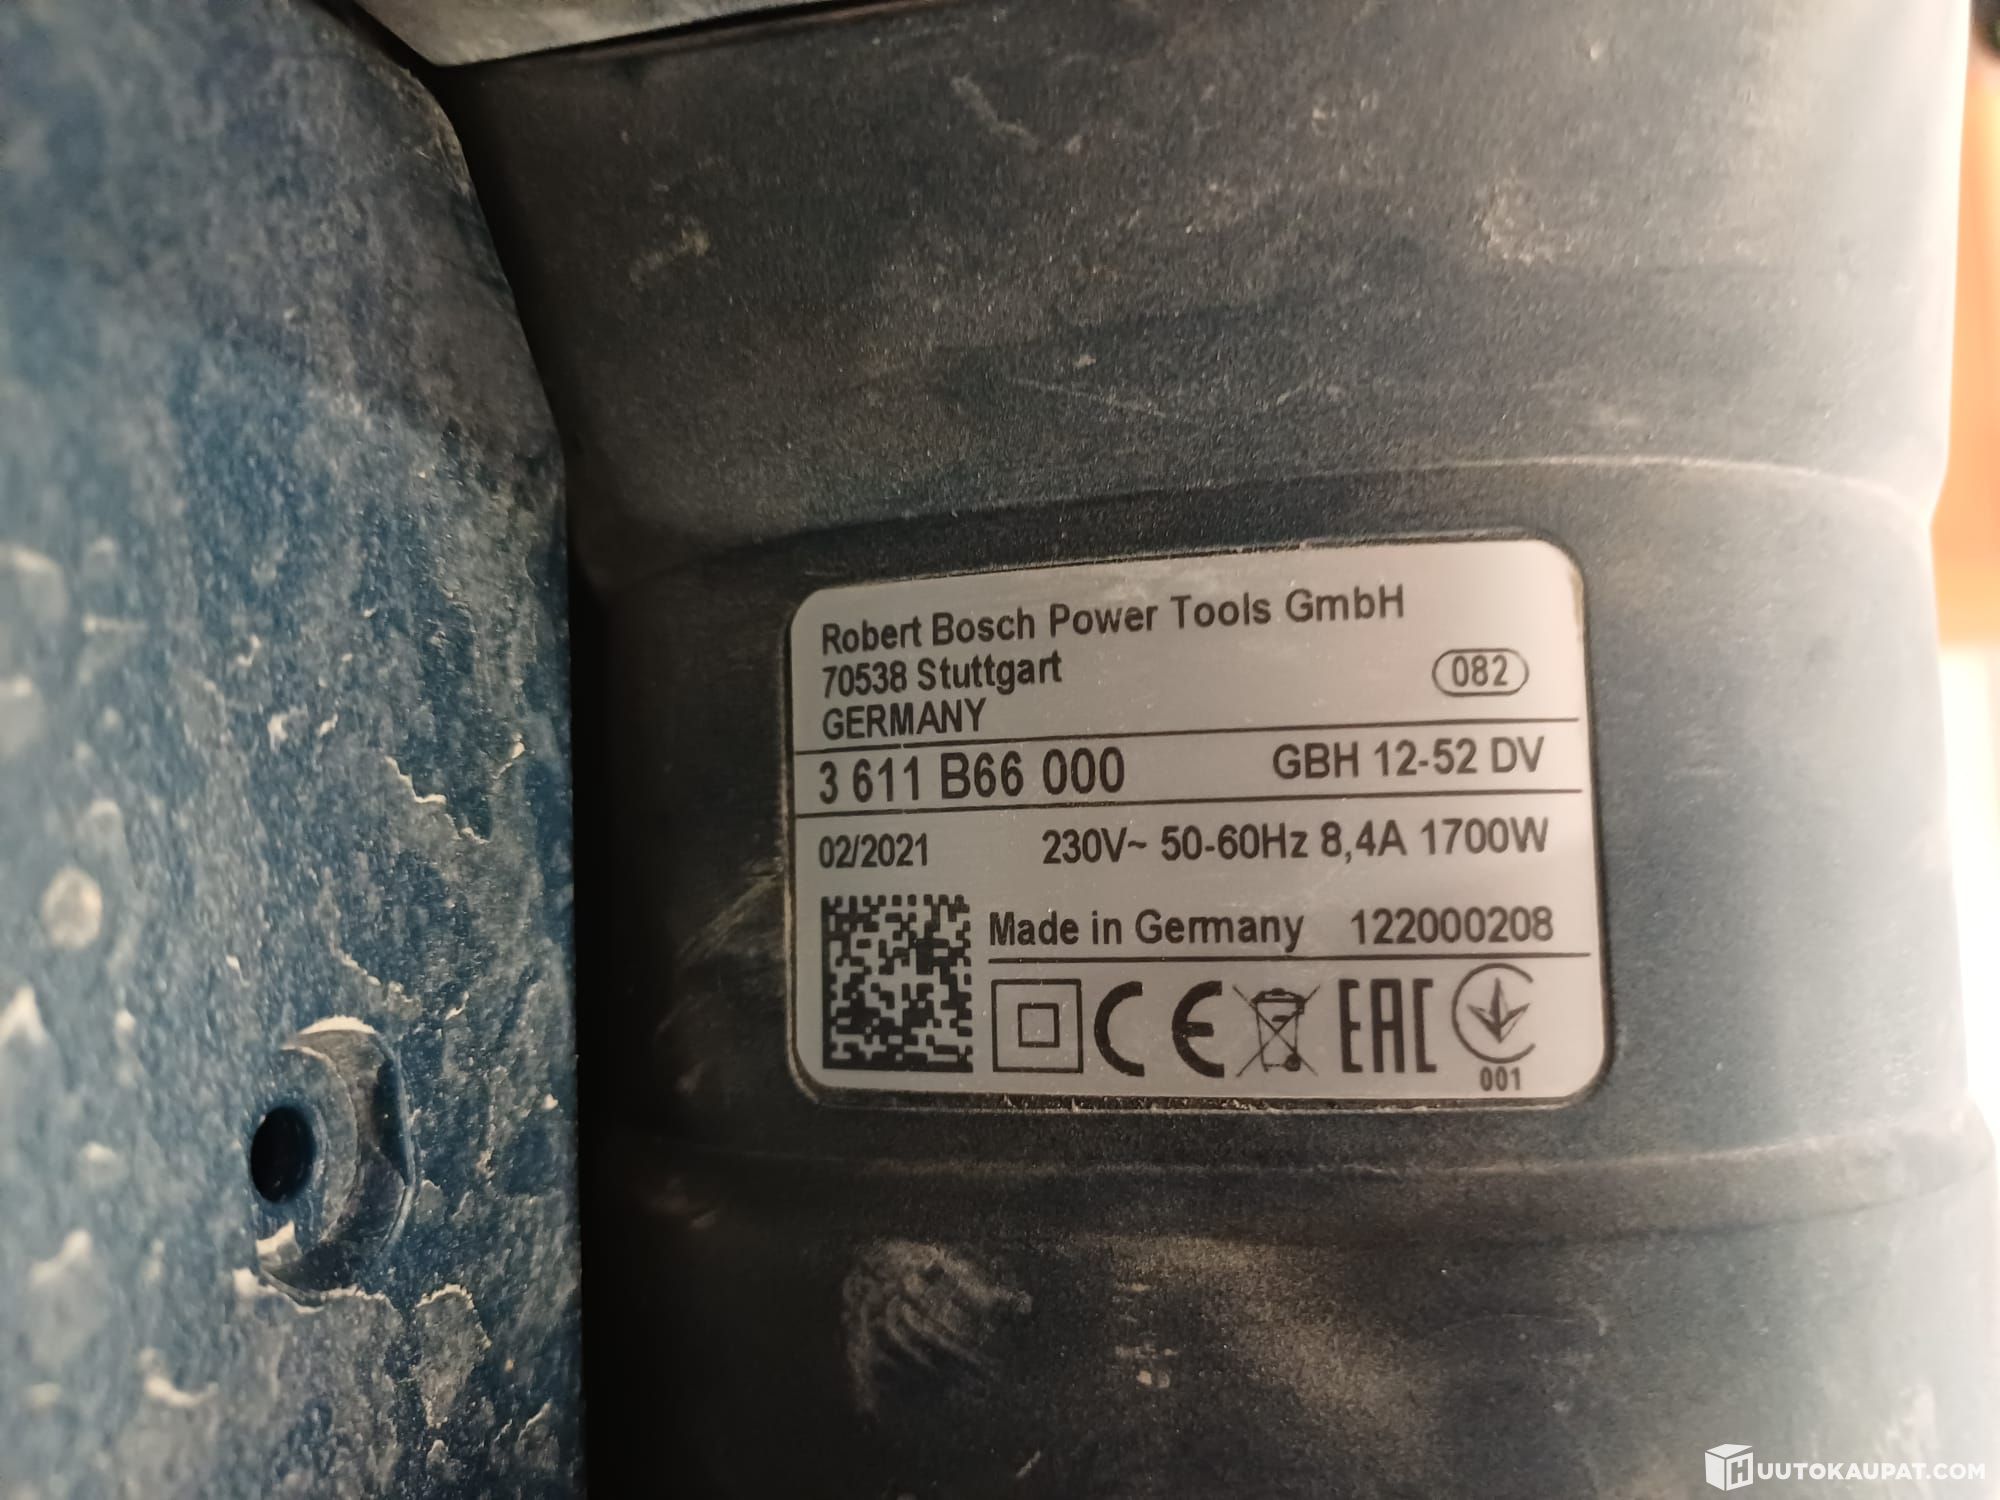 Robert Bosch Power Tools GmbH
70538 Stuttgart
082
GERMANY
3 611 B66 000 GBH 12-52 DV
02/2021 230V~ 50-60Hz 8,4A 1700W
Made in Germany 122000208
CE EAC
001
HUUTOKAUPAT.COM